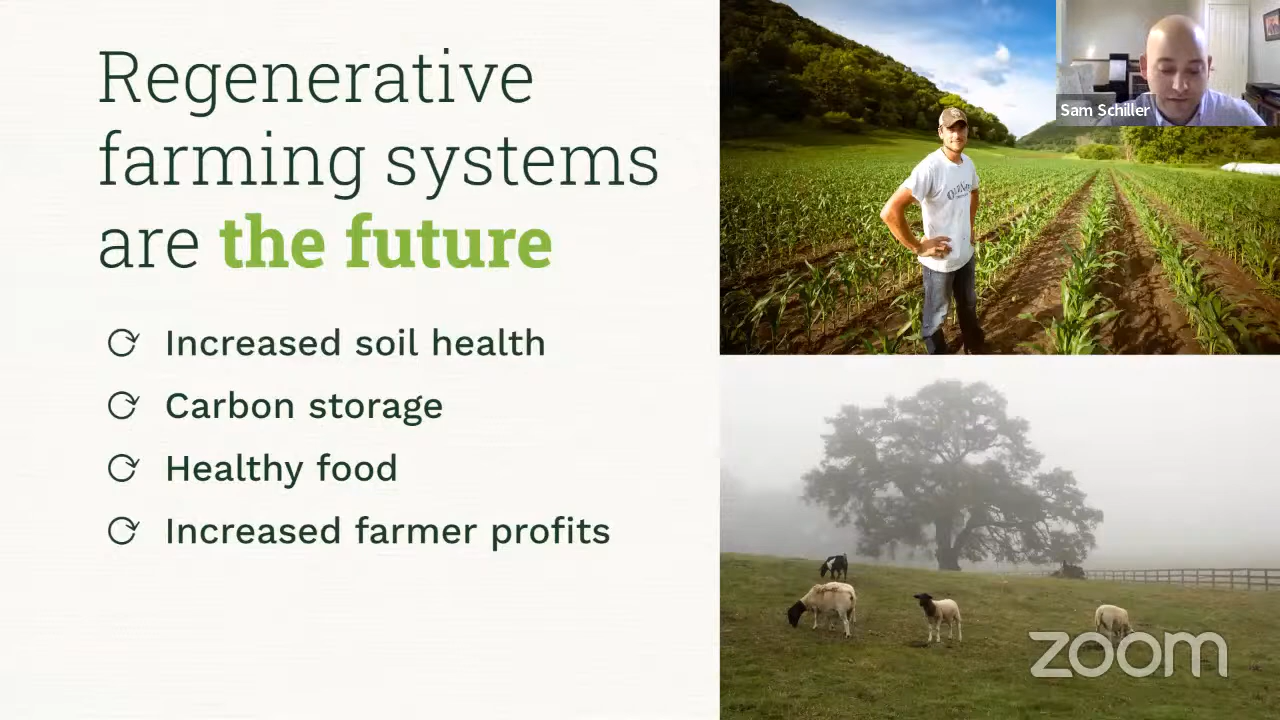 Regenerative
farming systems
are the future
Increased soil health
Carbon storage
Healthy food
Increased farmer profits
Sam Schiller
zoom